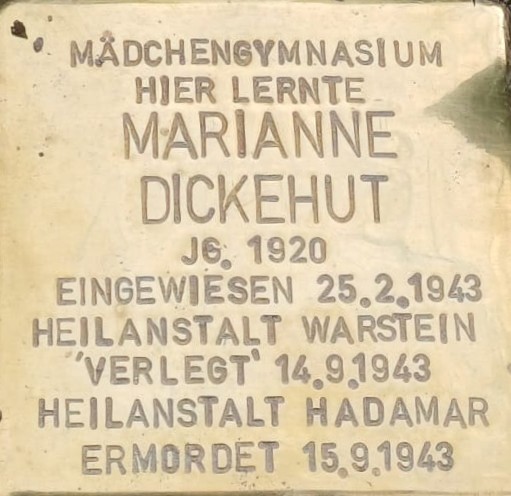 MÄDCHENGYMNASIUM
HIER LERNTE
MARIANNE
DICKEHUT
JG. 1920
EINGEWIESEN 25.2.1943
HEILANSTALT WARSTEIN
'VERLEGT' 14.9.1943
HEILANSTALT HADAMAR
ERMORDET 15.9.1943